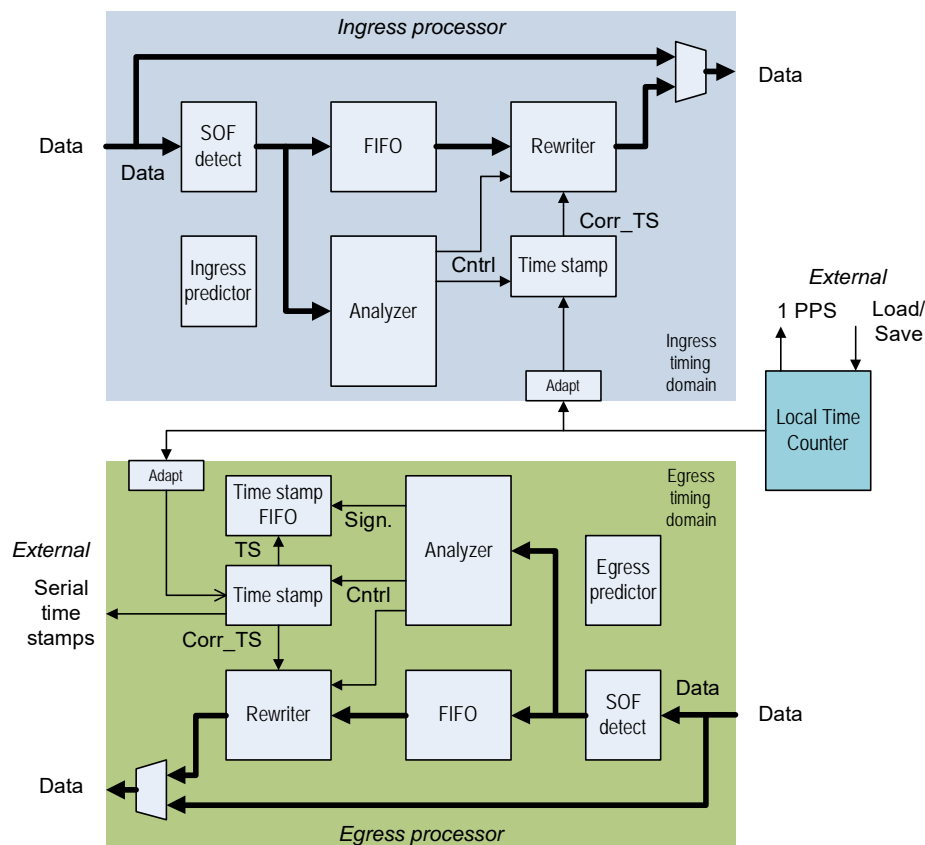 Ingress processor
Data
Data
Data
SOF
detect
FIFO
Rewriter
Corr_TS
Ingress
predictor
Analyzer
Cntrl
Time stamp
External
1 PPS
Load/
Save
Ingress
timing
domain
Adapt
Local Time
Counter
Adapt
Time stamp
FIFO
Sign.
Analyzer
Egress
timing
domain
External
TS
Egress
predictor
Serial
time
stamps
Time stamp
Cntrl
Corr_TS
Rewriter
FIFO
SOF
detect
Data
Data
Data
Egress processor